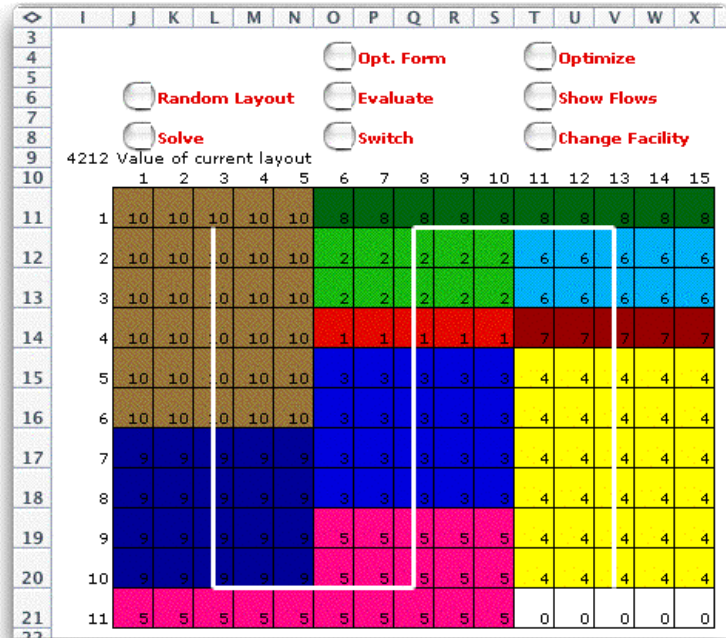 I J K L M N O P Q R S T U V W X
3
4 Opt. Form Optimize
5
6 Random Layout Evaluate Show Flows
7
8 Solve Switch Change Facility
9 4212 Value of current layout
10 1 2 3 4 5 6 7 8 9 10 11 12 13 14 15
11 1 10 10 10 10 10 8 8 8 8 8 8 8 8 8 8
12 2 10 10 10 10 10 2 2 2 2 2 6 6 6 6 6
13 3 10 10 10 10 10 2 2 2 2 2 6 6 6 6 6
14 4 10 10 10 10 10 1 1 1 1 1 7 7 7 7 7
15 5 10 10 10 10 10 3 3 3 3 3 4 4 4 4 4
16 6 10 10 10 10 10 3 3 3 3 3 4 4 4 4 4
17 7 9 9 9 9 9 3 3 3 3 3 4 4 4 4 4
18 8 9 9 9 9 9 3 3 3 3 3 4 4 4 4 4
19 9 9 9 9 9 9 5 5 5 5 5 4 4 4 4 4
20 10 9 9 9 9 9 5 5 5 5 5 4 4 4 4 4
21 11 5 5 5 5 5 5 5 5 5 5 0 0 0 0 0